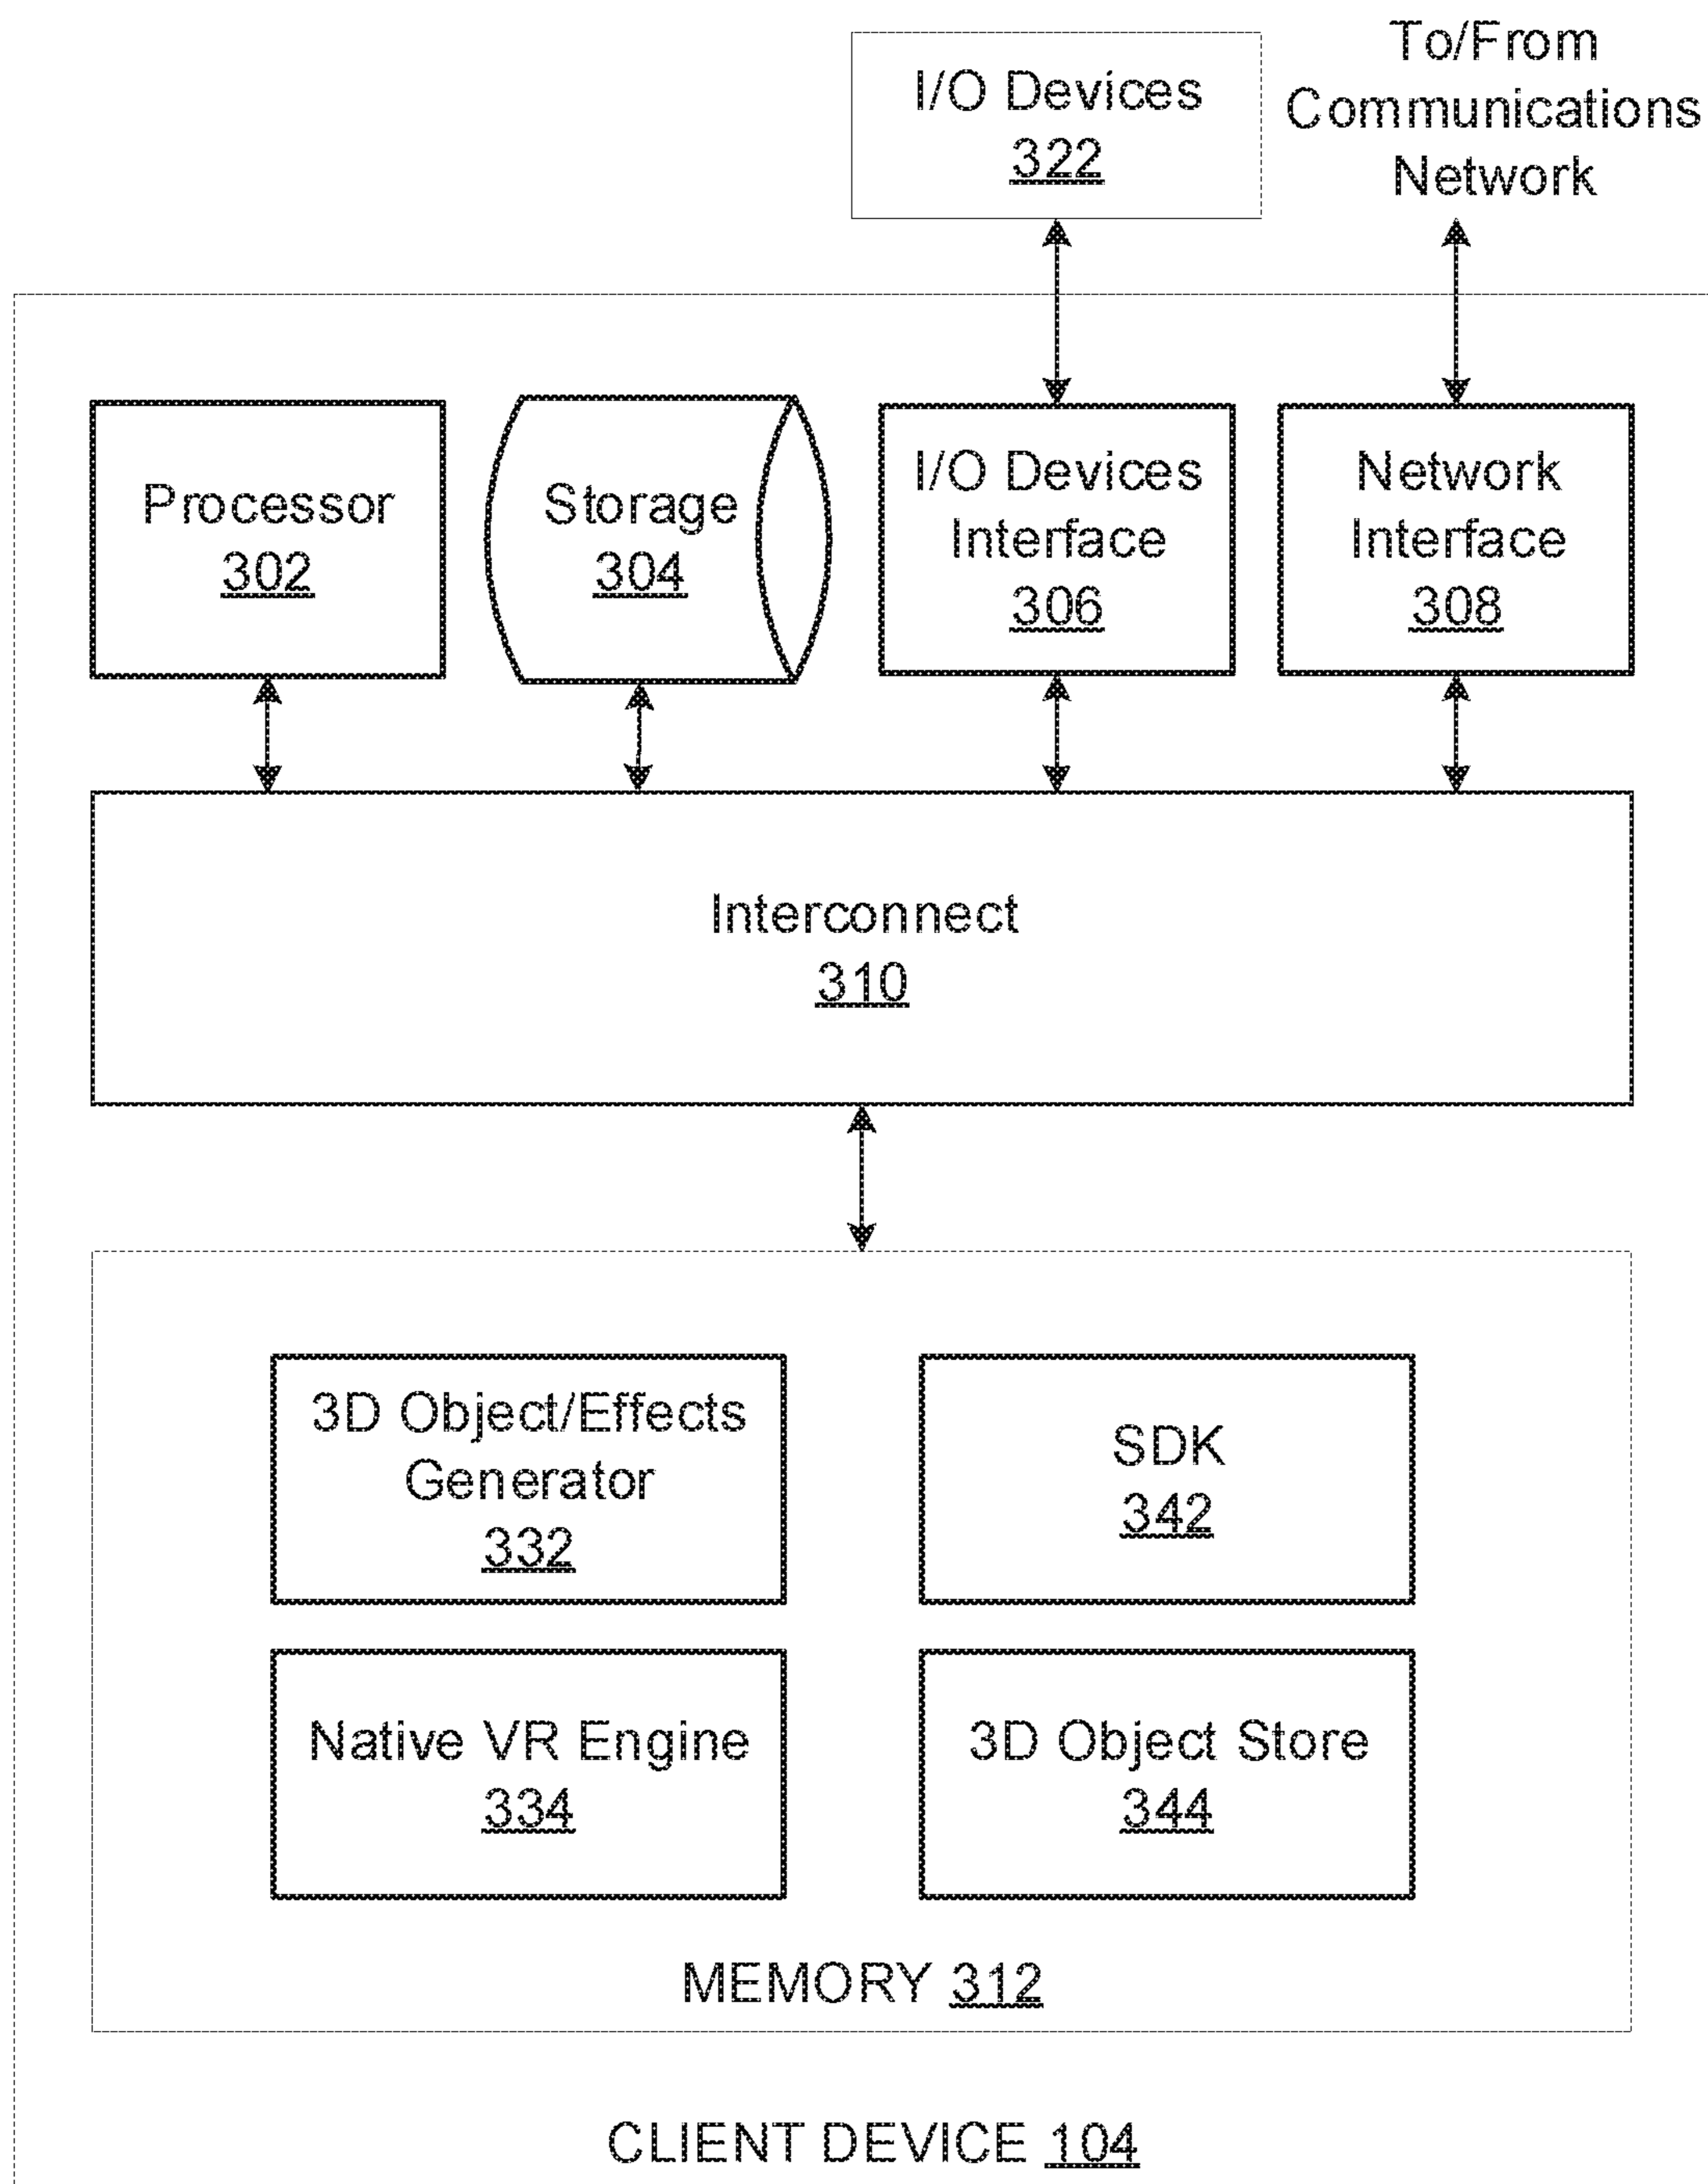 I/O Devices
322
To/From
Communications
Network
Processor
302
Storage
304
I/O Devices
Interface
306
Network
Interface
308
Interconnect
310
3D Object/Effects
Generator
332
SDK
342
Native VR Engine
334
3D Object Store
344
MEMORY 312
CLIENT DEVICE 104